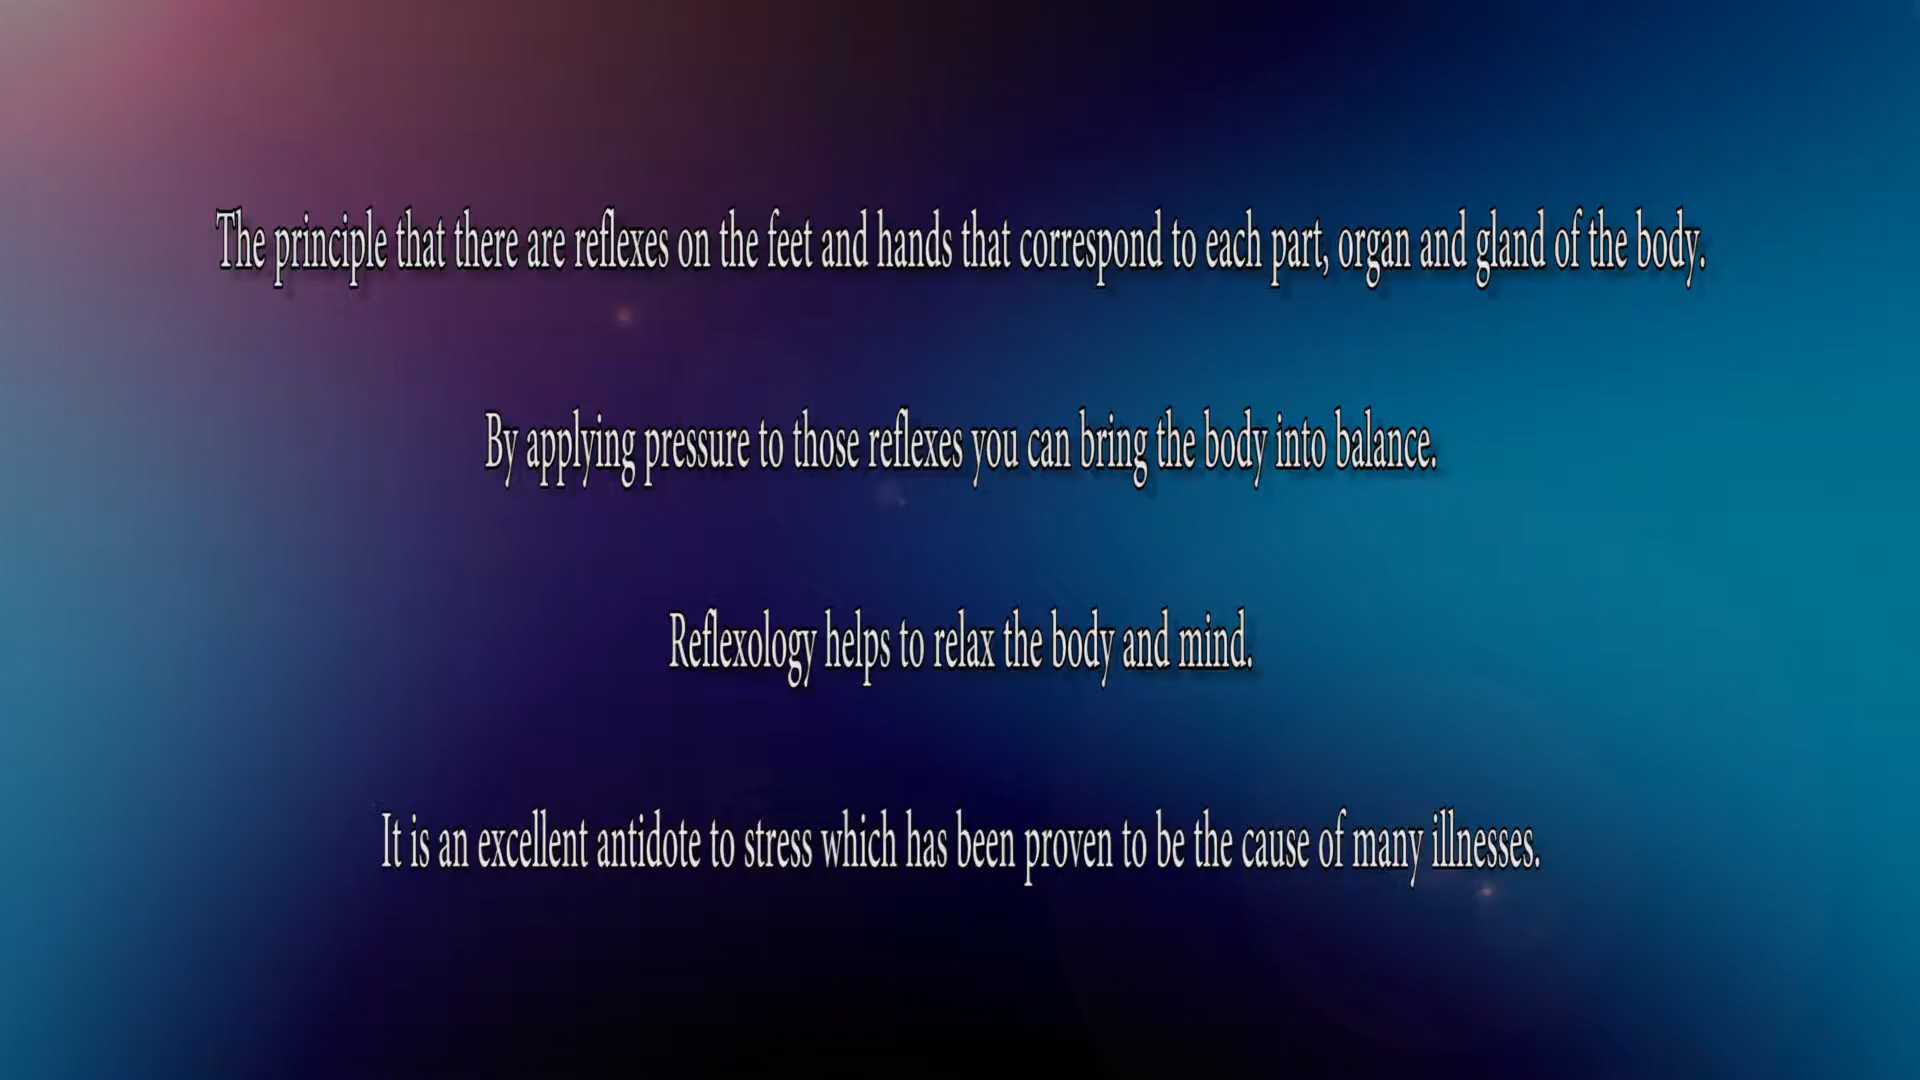 The principle that there are reflexes on the feet and hands that correspond to each part, organ and gland of the body.
By applying pressure to those reflexes you can bring the body into balance.
Reflexology helps to relax the body and mind.
It is an excellent antidote to stress which has been proven to be the cause of many illnesses.